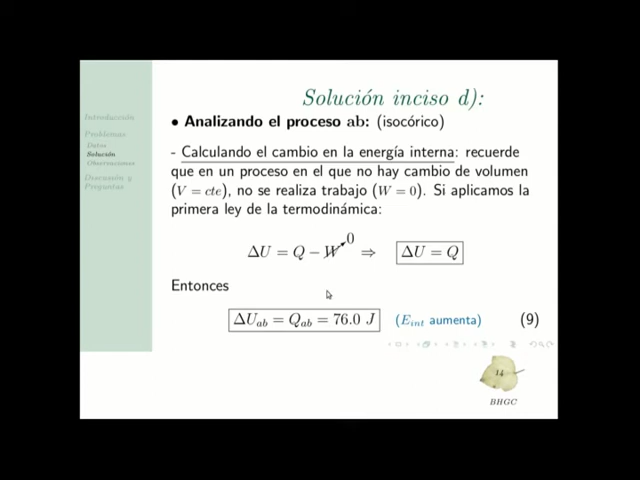 Solución inciso d):
Introducción
Problemas
Datos
Solución
Observaciones
Discusión y
Preguntas
• Analizando el proceso ab: (isocórico)
- Calculando el cambio en la energía interna: recuerde
que en un proceso en el que no hay cambio de volumen
(V = cte), no se realiza trabajo (W = 0). Si aplicamos la
primera ley de la termodinámica:
ΔU = Q − W 0 ⇒ ΔU = Q
Entonces
ΔU_ab = Q_ab = 76.0 J (E_int aumenta) (9)
14
BHGC